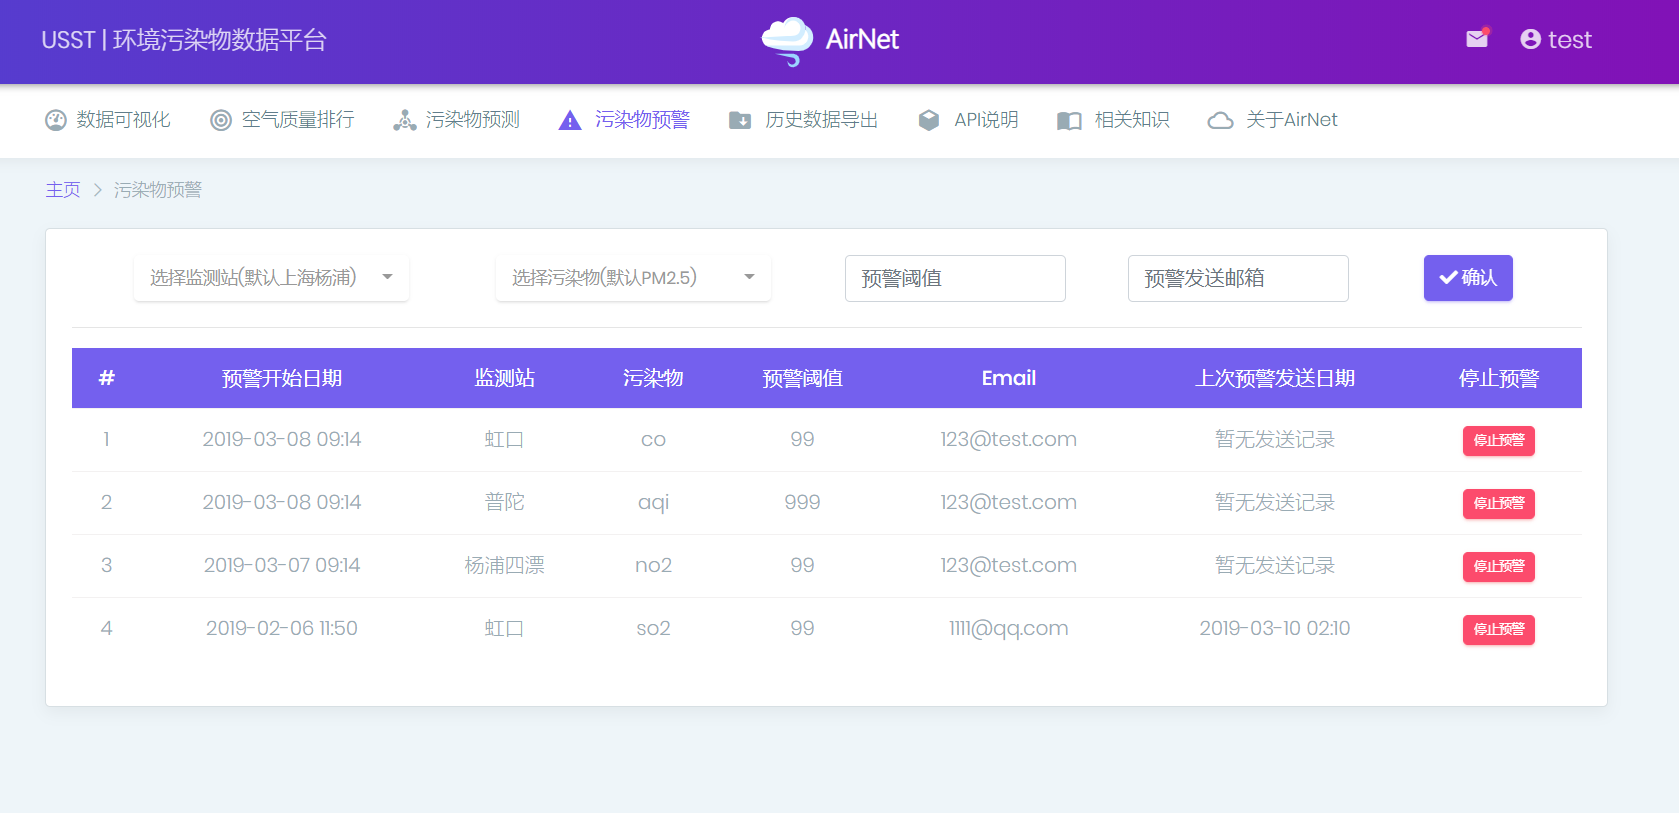 USST | 环境污染物数据平台
AirNet
test
数据可视化 空气质量排行 污染物预测 污染物预警 历史数据导出 API说明 相关知识 关于AirNet
主页 > 污染物预警
选择监测站(默认上海杨浦) 选择污染物(默认PM2.5) 预警阈值 预警发送邮箱 确认
# 预警开始日期 监测站 污染物 预警阈值 Email 上次预警发送日期 停止预警
1 2019-03-08 09:14 虹口 co 99 123@test.com 暂无发送记录 停止预警
2 2019-03-08 09:14 普陀 aqi 999 123@test.com 暂无发送记录 停止预警
3 2019-03-07 09:14 杨浦四漂 no2 99 123@test.com 暂无发送记录 停止预警
4 2019-02-06 11:50 虹口 so2 99 1111@qq.com 2019-03-10 02:10 停止预警